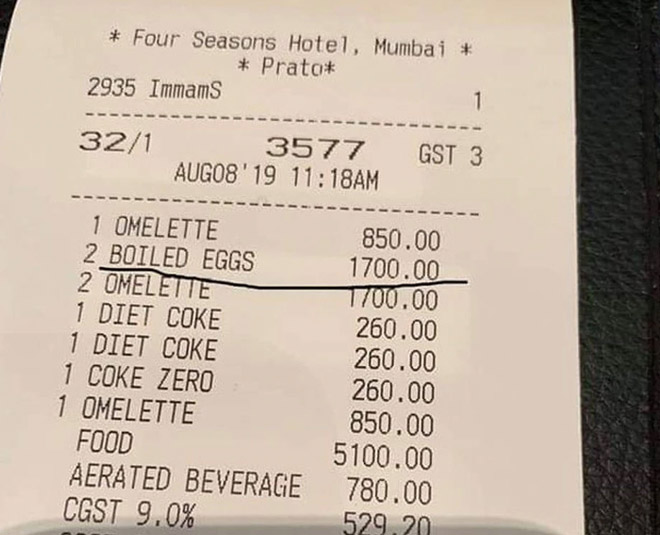 * Four Seasons Hotel, Mumbai *
* Prato*
2935 ImmamS 1
32/1 3577 GST 3
AUG08'19 11:18AM
1 OMELETTE 850.00
2 BOILED EGGS 1700.00
2 OMELETTE 1700.00
1 DIET COKE 260.00
1 DIET COKE 260.00
1 COKE ZERO 260.00
1 OMELETTE 850.00
FOOD 5100.00
AERATED BEVERAGE 780.00
CGST 9.0% 529.20